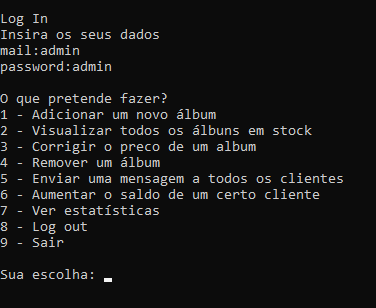 Log In
Insira os seus dados
mail:admin
password:admin
O que pretende fazer?
1 - Adicionar um novo álbum
2 - Visualizar todos os álbuns em stock
3 - Corrigir o preco de um album
4 - Remover um álbum
5 - Enviar uma mensagem a todos os clientes
6 - Aumentar o saldo de um certo cliente
7 - Ver estatísticas
8 - Log out
9 - Sair
Sua escolha: